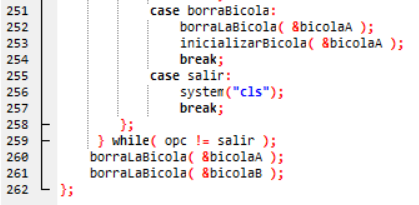 251 case borraBicola:
252 borraLaBicola( &bicolaA );
253 inicializarBicola( &bicolaA );
254 break;
255 case salir:
256 system("cls");
257 break;
258 };
259 } while( opc != salir );
260 borraLaBicola( &bicolaA );
261 borraLaBicola( &bicolaB );
262 };